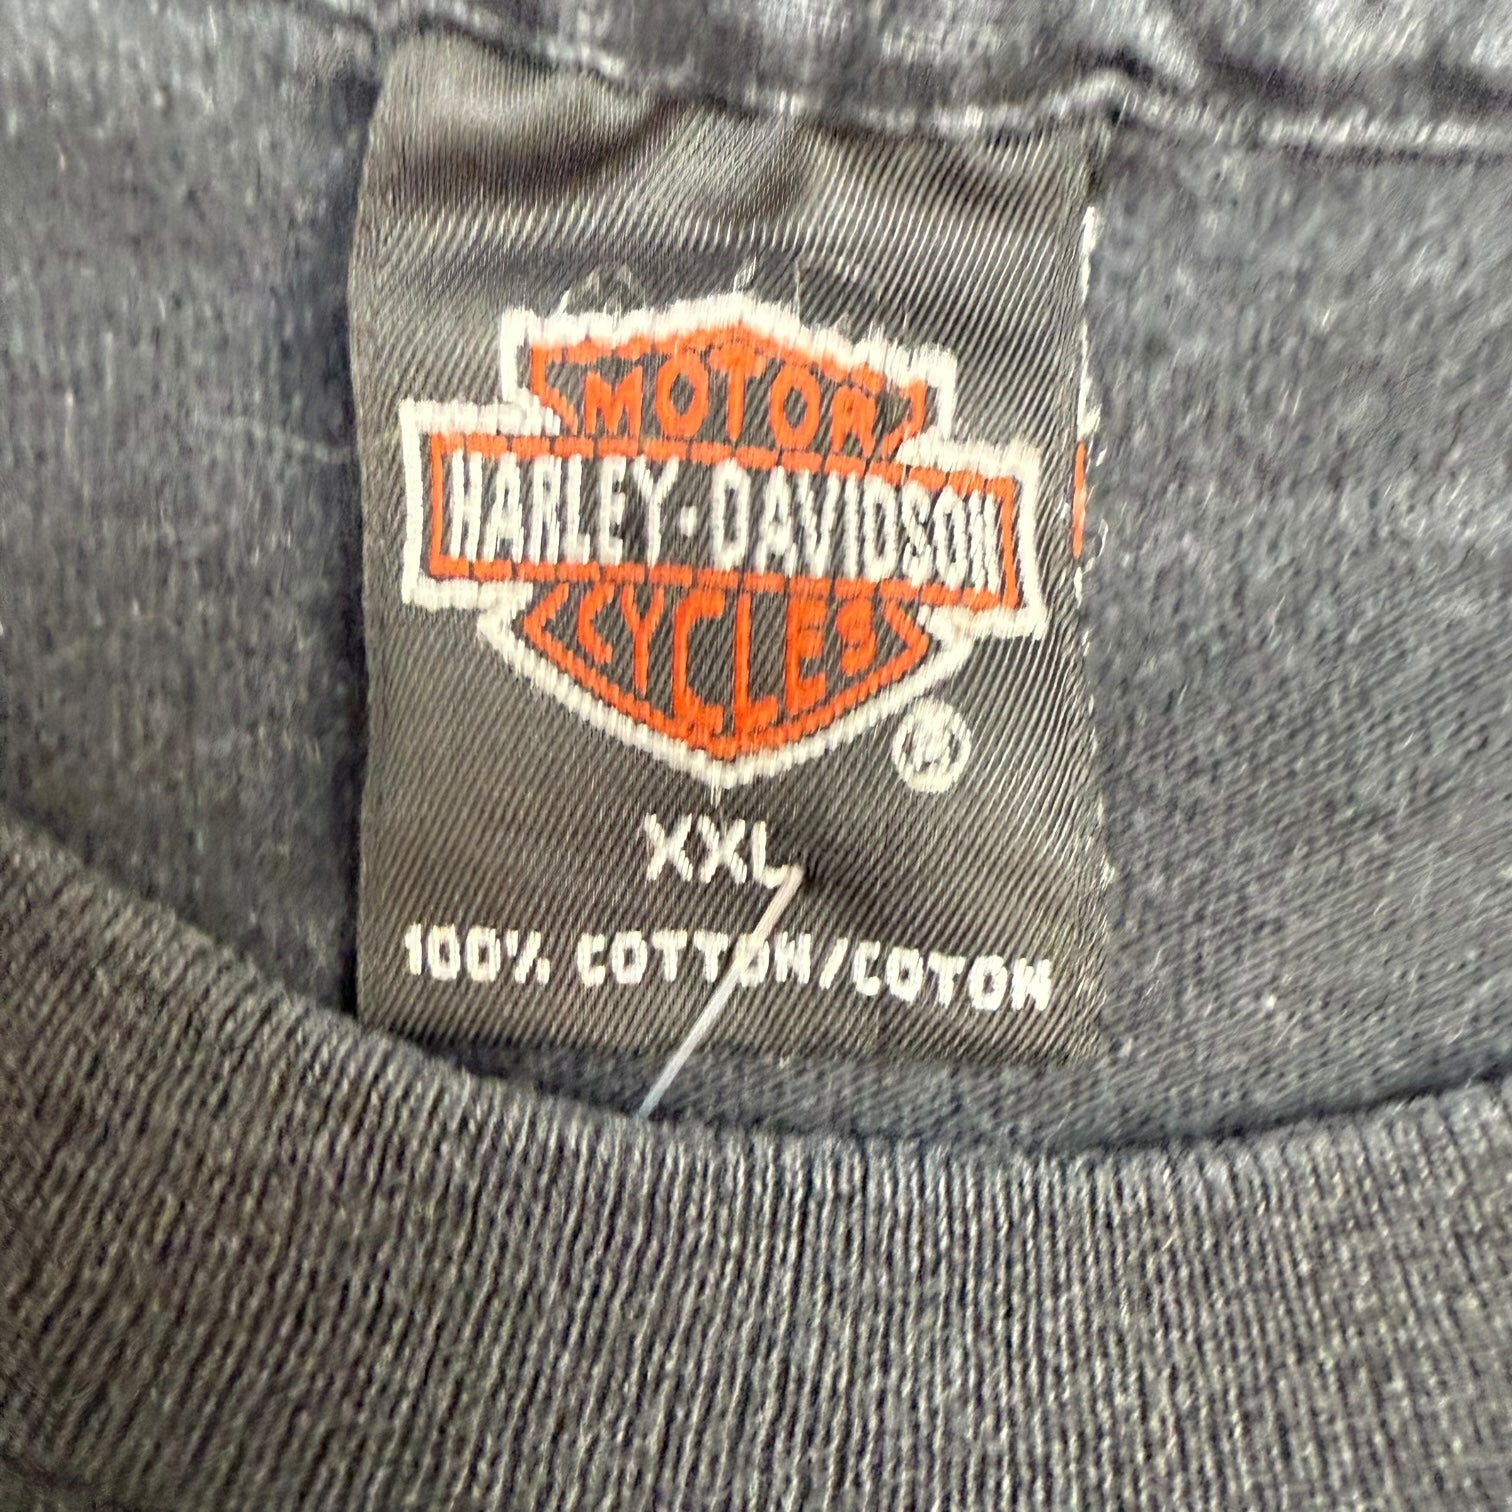 MOTOR
HARLEY-DAVIDSON
CYCLES
®
XXL
100% COTTON/COTON